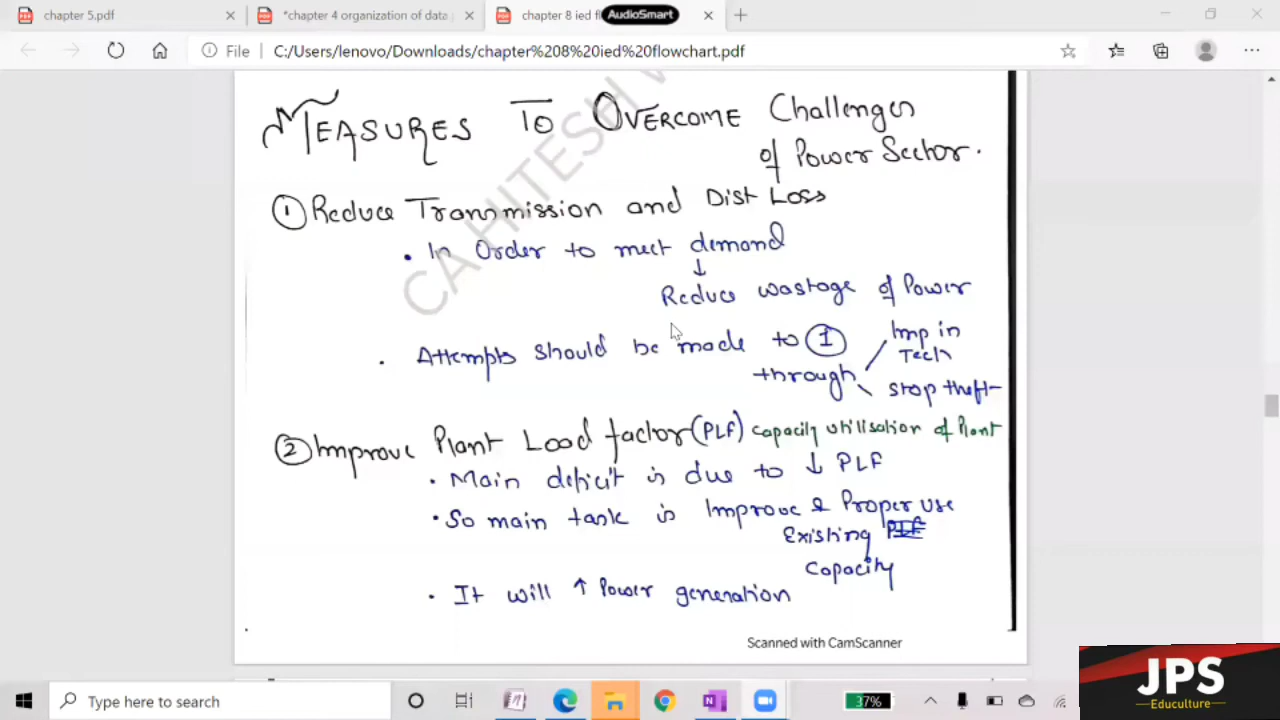 chapter 5.pdf
*chapter 4 organization of data
chapter 8 ied fl
AudioSmart
File
C:/Users/lenovo/Downloads/chapter%208%20ied%20flowchart.pdf
MEASURES TO OVERCOME Challenges
of Power Sector.
① Reduce Transmission and Dist Loss
• In Order to meet demand
↓
Reduce wastage of Power
• Attempts should be made to ①
through
Imp in
Tech
stop theft
② Improve Plant Load factor (PLF) capacity utilisation of Plant
• Main deficit is due to ↓ PLF
• So main task is Improve & Proper use
Existing
Capacity
• It will ↑ Power generation
CA HITESH
Scanned with CamScanner
JPS
Educulture
Type here to search
37%